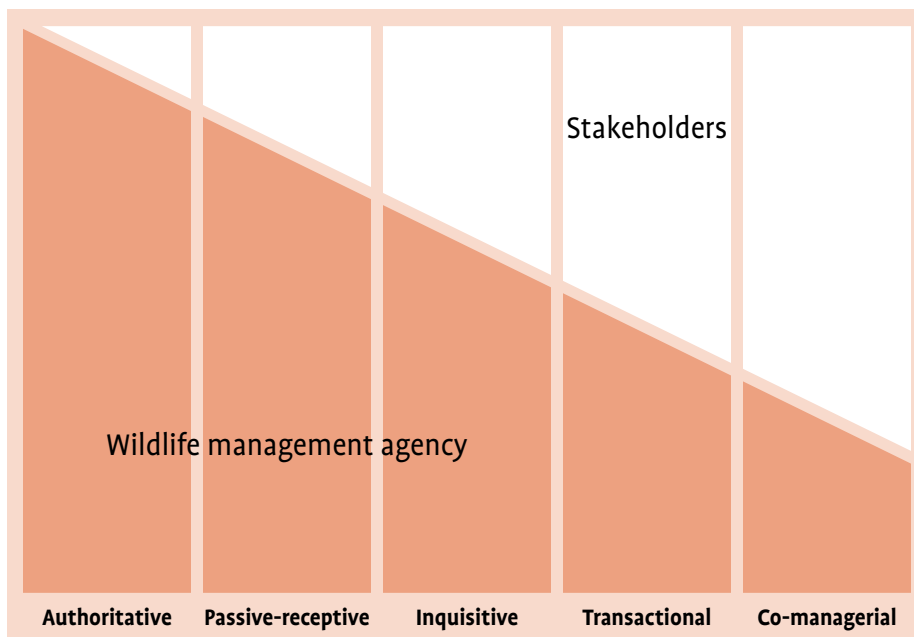 Stakeholders
Wildlife management agency
Authoritative Passive-receptive Inquisitive Transactional Co-managerial